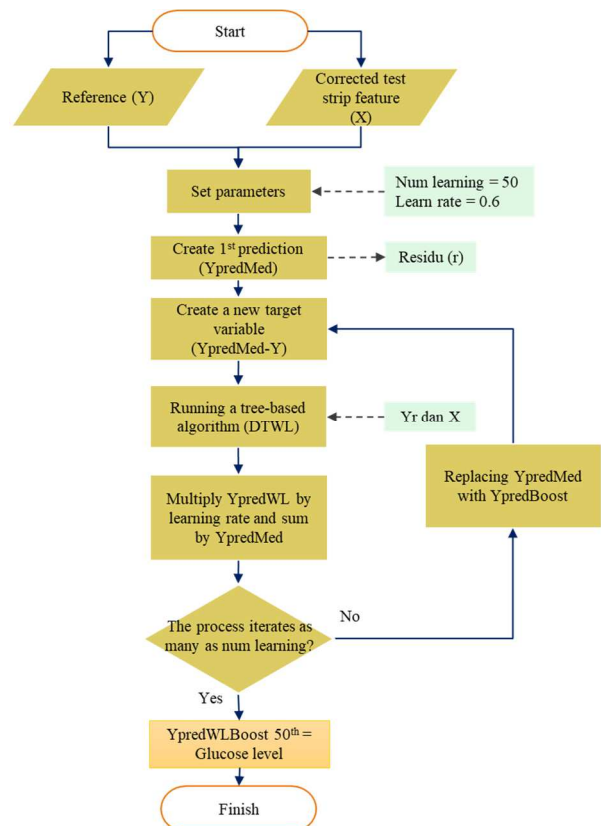 Start
Reference (Y)
Corrected test
strip feature
(X)
Set parameters
Num learning = 50
Learn rate = 0.6
Create 1st prediction
(YpredMed)
Residu (r)
Create a new target
variable
(YpredMed-Y)
Running a tree-based
algorithm (DTWL)
Yr dan X
Multiply YpredWL by
learning rate and sum
by YpredMed
Replacing YpredMed
with YpredBoost
The process iterates as
many as num learning?
No
Yes
YpredWLBoost 50th =
Glucose level
Finish